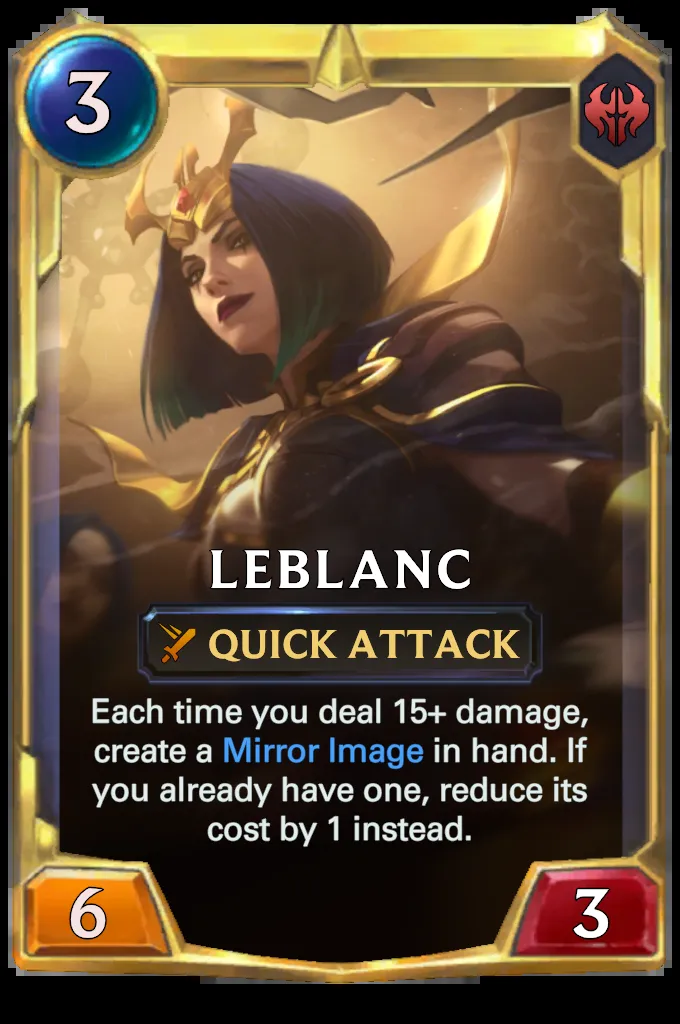 3
LEBLANC
QUICK ATTACK
Each time you deal 15+ damage,
create a Mirror Image in hand. If
you already have one, reduce its
cost by 1 instead.
6
3